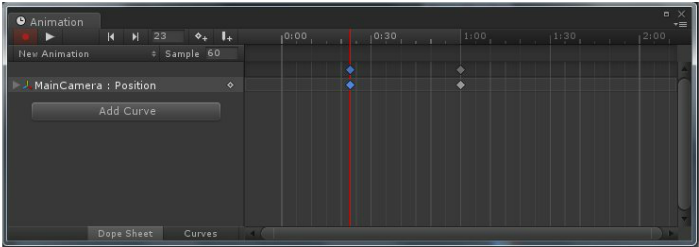 Animation
23
0:00 0:30 1:00 1:30 2:00
New Animation Sample 60
MainCamera : Position
Add Curve
Dope Sheet Curves